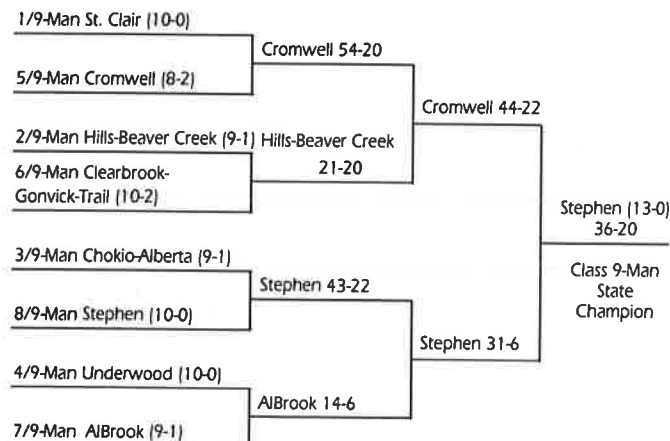 1/9-Man St. Clair (10-0)
Cromwell 54-20
5/9-Man Cromwell (8-2)
Cromwell 44-22
2/9-Man Hills-Beaver Creek (9-1)
Hills-Beaver Creek
21-20
6/9-Man Clearbrook-
Gonvick-Trail (10-2)
Stephen (13-0)
36-20
Class 9-Man
State
Champion
3/9-Man Chokio-Alberta (9-1)
Stephen 43-22
8/9-Man Stephen (10-0)
Stephen 31-6
4/9-Man Underwood (10-0)
AlBrook 14-6
7/9-Man AlBrook (9-1)